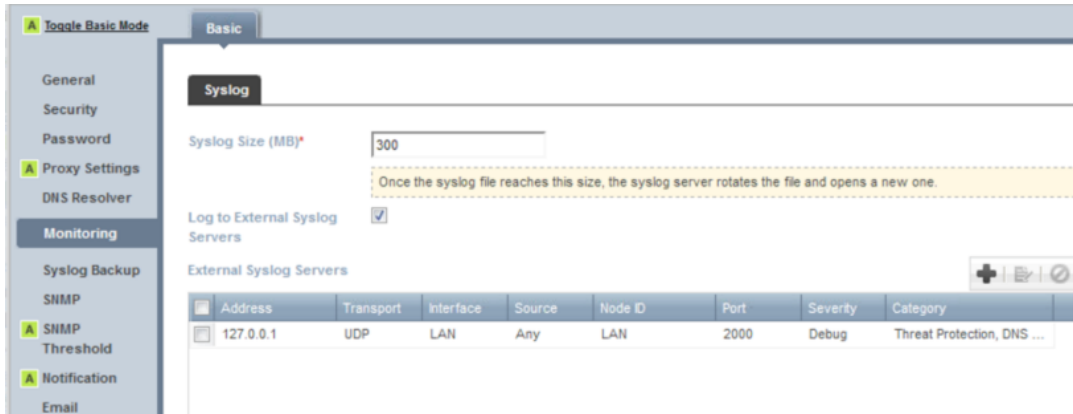 A Toggle Basic Mode
Basic
General
Security
Password
A Proxy Settings
DNS Resolver
Monitoring
Syslog Backup
SNMP
A SNMP
Threshold
A Notification
Email
Syslog
Syslog Size (MB)*
300
Once the syslog file reaches this size, the syslog server rotates the file and opens a new one.
Log to External Syslog
Servers
External Syslog Servers
Address Transport Interface Source Node ID Port Severity Category
127.0.0.1 UDP LAN Any LAN 2000 Debug Threat Protection, DNS ...